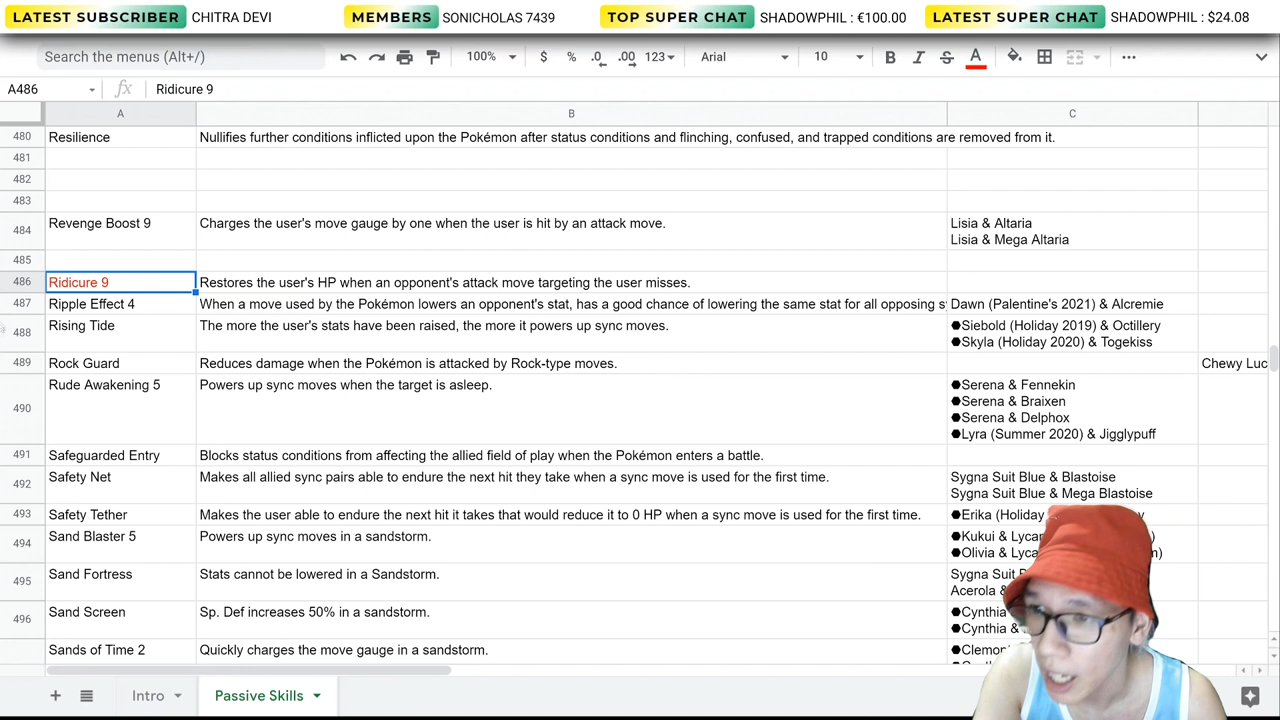 LATEST SUBSCRIBER CHITRA DEVI MEMBERS SONICHOLAS 7439 TOP SUPER CHAT SHADOWPHIL : €100.00 LATEST SUPER CHAT SHADOWPHIL : $24.08
Search the menus (Alt+/) 100% $ % .0 .00 123 Arial 10 B I S A
A486 fx Ridicure 9
A B C
480 Resilience Nullifies further conditions inflicted upon the Pokémon after status conditions and flinching, confused, and trapped conditions are removed from it.
481
482
483
484 Revenge Boost 9 Charges the user's move gauge by one when the user is hit by an attack move. Lisia & Altaria
Lisia & Mega Altaria
485
486 Ridicure 9 Restores the user's HP when an opponent's attack move targeting the user misses.
487 Ripple Effect 4 When a move used by the Pokémon lowers an opponent's stat, has a good chance of lowering the same stat for all opposing sy Dawn (Palentine's 2021) & Alcremie
488 Rising Tide The more the user's stats have been raised, the more it powers up sync moves. ●Siebold (Holiday 2019) & Octillery
●Skyla (Holiday 2020) & Togekiss
489 Rock Guard Reduces damage when the Pokémon is attacked by Rock-type moves. Chewy Luc
490 Rude Awakening 5 Powers up sync moves when the target is asleep. ●Serena & Fennekin
●Serena & Braixen
●Serena & Delphox
●Lyra (Summer 2020) & Jigglypuff
491 Safeguarded Entry Blocks status conditions from affecting the allied field of play when the Pokémon enters a battle.
492 Safety Net Makes all allied sync pairs able to endure the next hit they take when a sync move is used for the first time. Sygna Suit Blue & Blastoise
Sygna Suit Blue & Mega Blastoise
493 Safety Tether Makes the user able to endure the next hit it takes that would reduce it to 0 HP when a sync move is used for the first time. ●Erika (Holiday
494 Sand Blaster 5 Powers up sync moves in a sandstorm. ●Kukui & Lycan
●Olivia & Lyca m)
495 Sand Fortress Stats cannot be lowered in a Sandstorm. Sygna Suit
Acerola &
496 Sand Screen Sp. Def increases 50% in a sandstorm. ●Cynthia
●Cynthia &
Sands of Time 2 Quickly charges the move gauge in a sandstorm. ●Clemon
Intro Passive Skills